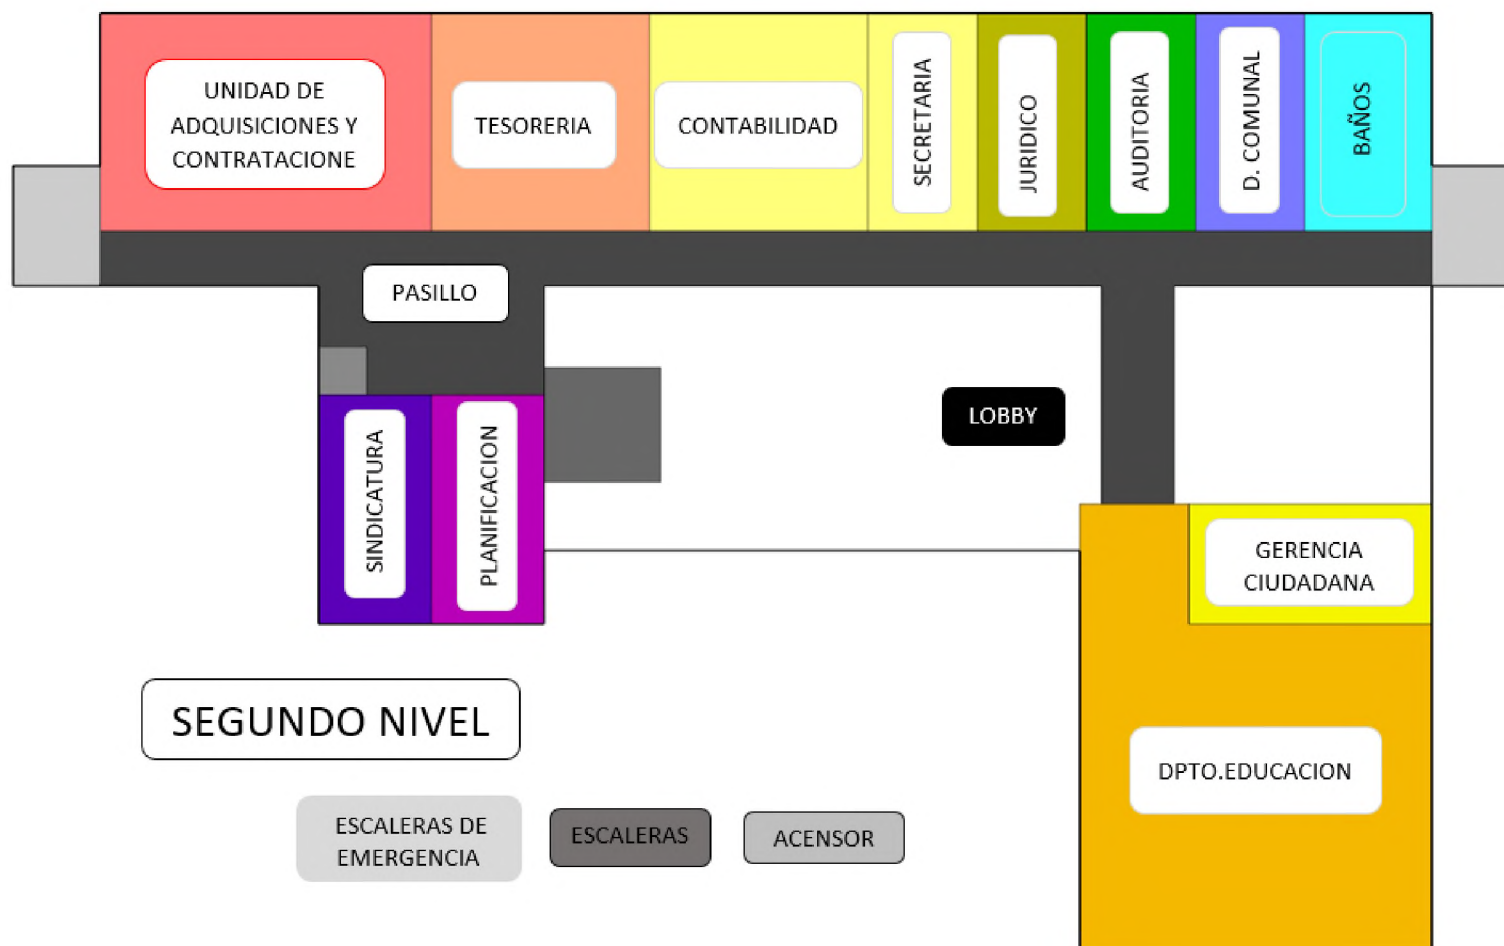 UNIDAD DE
ADQUISICIONES Y
CONTRATACIONE
TESORERIA
CONTABILIDAD
SECRETARIA
JURIDICO
AUDITORIA
D. COMUNAL
BAÑOS
PASILLO
LOBBY
SINDICATURA
PLANIFICACION
GERENCIA
CIUDADANA
SEGUNDO NIVEL
DPTO.EDUCACION
ESCALERAS DE
EMERGENCIA
ESCALERAS
ACENSOR